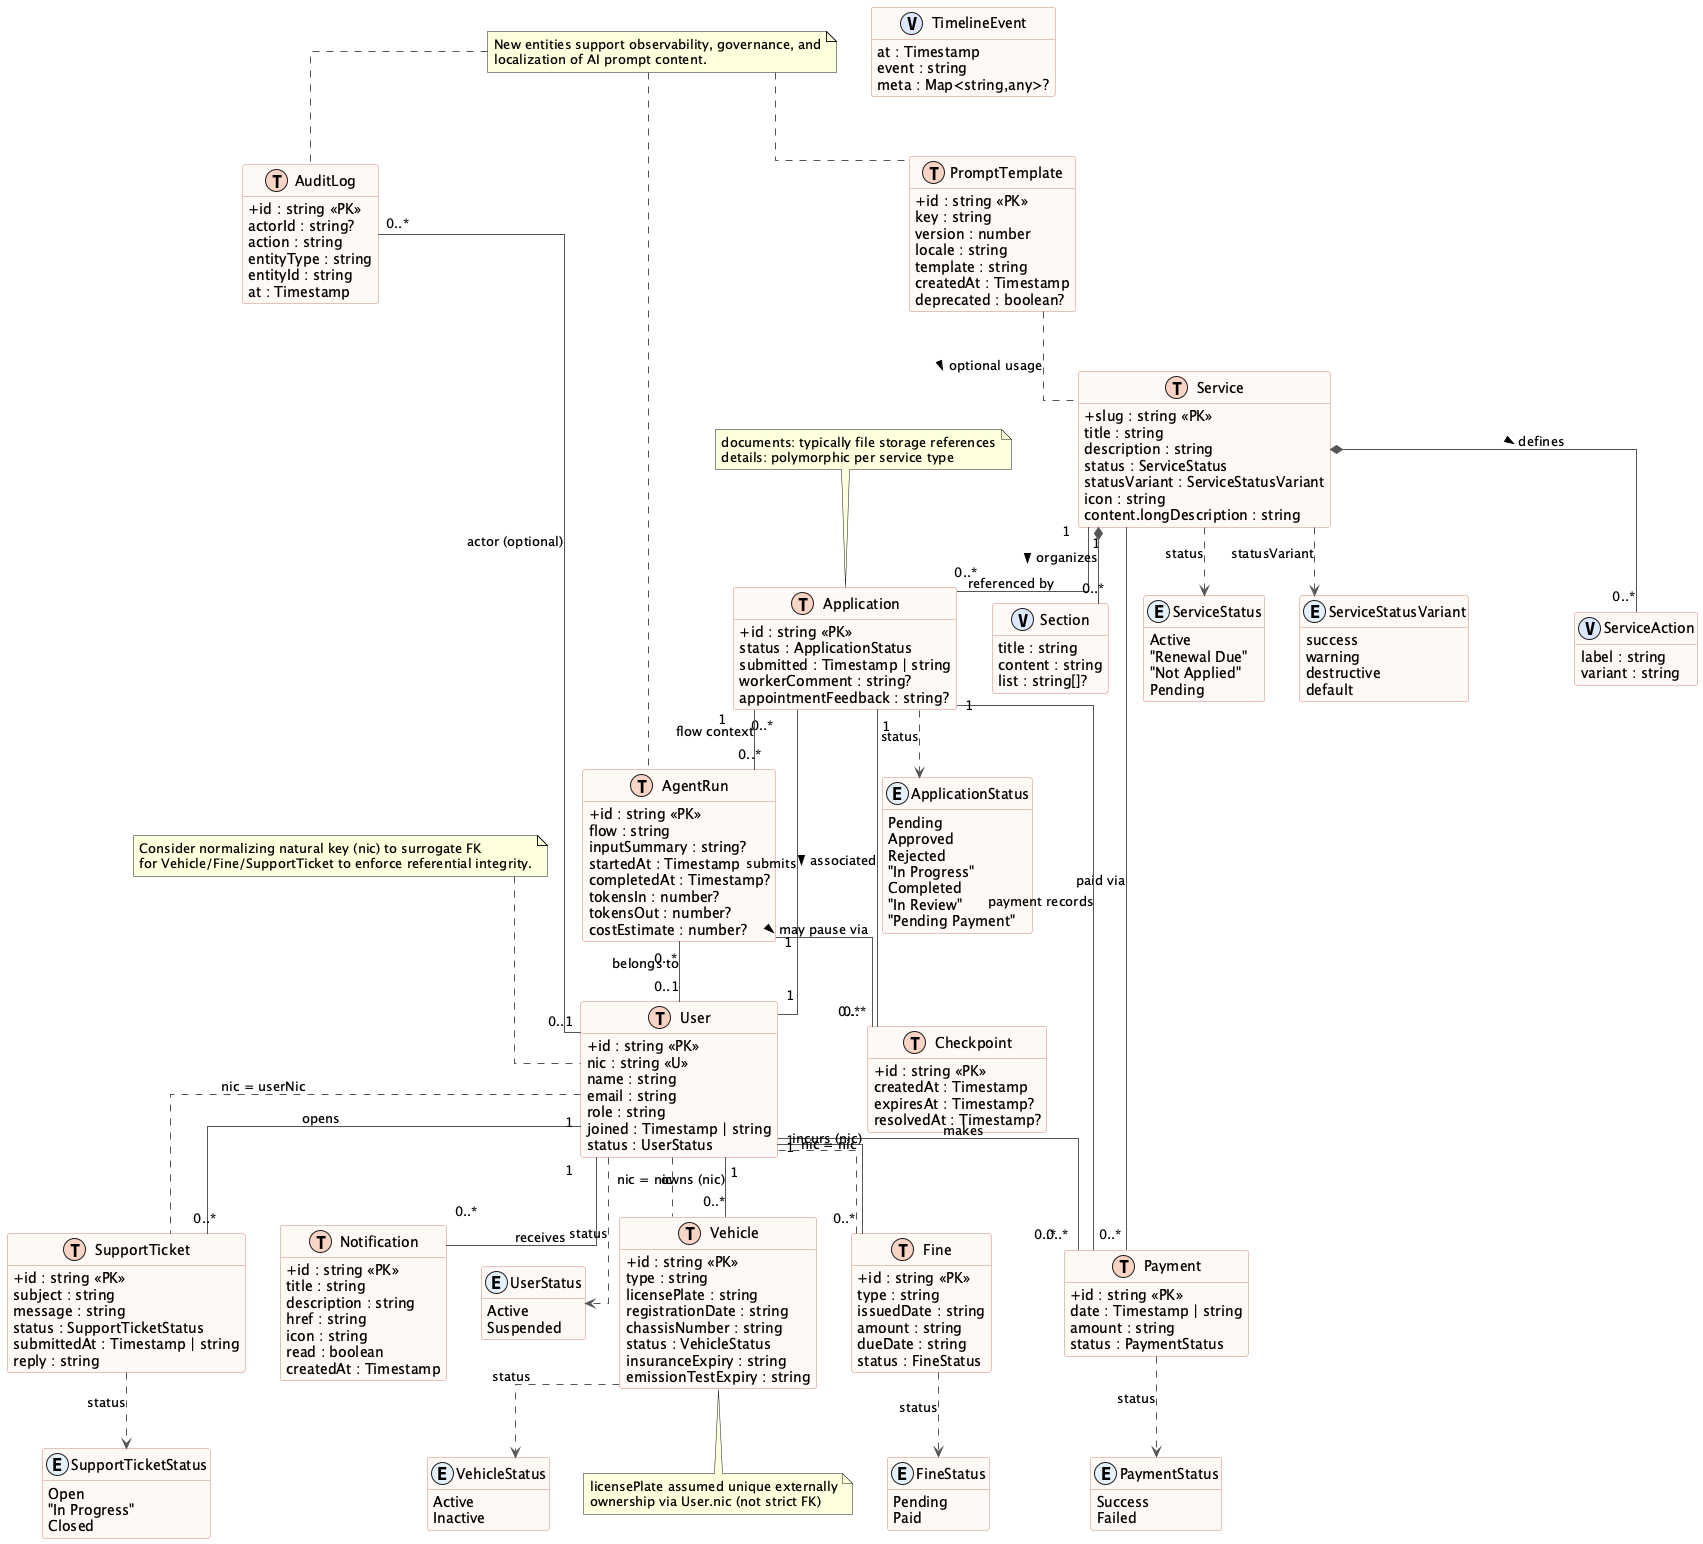 V TimelineEvent
at : Timestamp
event : string
meta : Map<string,any>?
New entities support observability, governance, and
localization of AI prompt content.
T AuditLog
+id : string «PK»
actorId : string?
action : string
entityType : string
entityId : string
at : Timestamp
0..*
T PromptTemplate
+id : string «PK»
key : string
version : number
locale : string
template : string
createdAt : Timestamp
deprecated : boolean?
optional usage
T Service
+slug : string «PK»
title : string
description : string
status : ServiceStatus
statusVariant : ServiceStatusVariant
icon : string
content.longDescription : string
defines
documents: typically file storage references
details: polymorphic per service type
actor (optional)
1
1
organizes
status
statusVariant
0..*
referenced by
0..*
0..*
T Application
+id : string «PK»
status : ApplicationStatus
submitted : Timestamp | string
workerComment : string?
appointmentFeedback : string?
V Section
title : string
content : string
list : string[]?
E ServiceStatus
Active
"Renewal Due"
"Not Applied"
Pending
E ServiceStatusVariant
success
warning
destructive
default
V ServiceAction
label : string
variant : string
1
0..*
flow context
0..*
1
status
1
T AgentRun
+id : string «PK»
flow : string
inputSummary : string?
startedAt : Timestamp
completedAt : Timestamp?
tokensIn : number?
tokensOut : number?
costEstimate : number?
submits
associated
E ApplicationStatus
Pending
Approved
Rejected
"In Progress"
Completed
"In Review"
"Pending Payment"
paid via
payment records
Consider normalizing natural key (nic) to surrogate FK
for Vehicle/Fine/SupportTicket to enforce referential integrity.
may pause via
1
0..*
belongs to
0..1
1
0..*
0..*
0..1
T User
+id : string «PK»
nic : string «U»
name : string
email : string
role : string
joined : Timestamp | string
status : UserStatus
T Checkpoint
+id : string «PK»
createdAt : Timestamp
expiresAt : Timestamp?
resolvedAt : Timestamp?
nic = userNic
opens
1
incurs (nic)
nic = nic
makes
1
1
nic = nic
owns (nic)
1
0..*
0..*
0..*
receives
status
0..*
0..*
0..*
0..*
T SupportTicket
+id : string «PK»
subject : string
message : string
status : SupportTicketStatus
submittedAt : Timestamp | string
reply : string
T Notification
+id : string «PK»
title : string
description : string
href : string
icon : string
read : boolean
createdAt : Timestamp
E UserStatus
Active
Suspended
T Vehicle
+id : string «PK»
type : string
licensePlate : string
registrationDate : string
chassisNumber : string
status : VehicleStatus
insuranceExpiry : string
emissionTestExpiry : string
T Fine
+id : string «PK»
type : string
issuedDate : string
amount : string
dueDate : string
status : FineStatus
T Payment
+id : string «PK»
date : Timestamp | string
amount : string
status : PaymentStatus
status
status
status
status
E SupportTicketStatus
Open
"In Progress"
Closed
E VehicleStatus
Active
Inactive
licensePlate assumed unique externally
ownership via User.nic (not strict FK)
E FineStatus
Pending
Paid
E PaymentStatus
Success
Failed